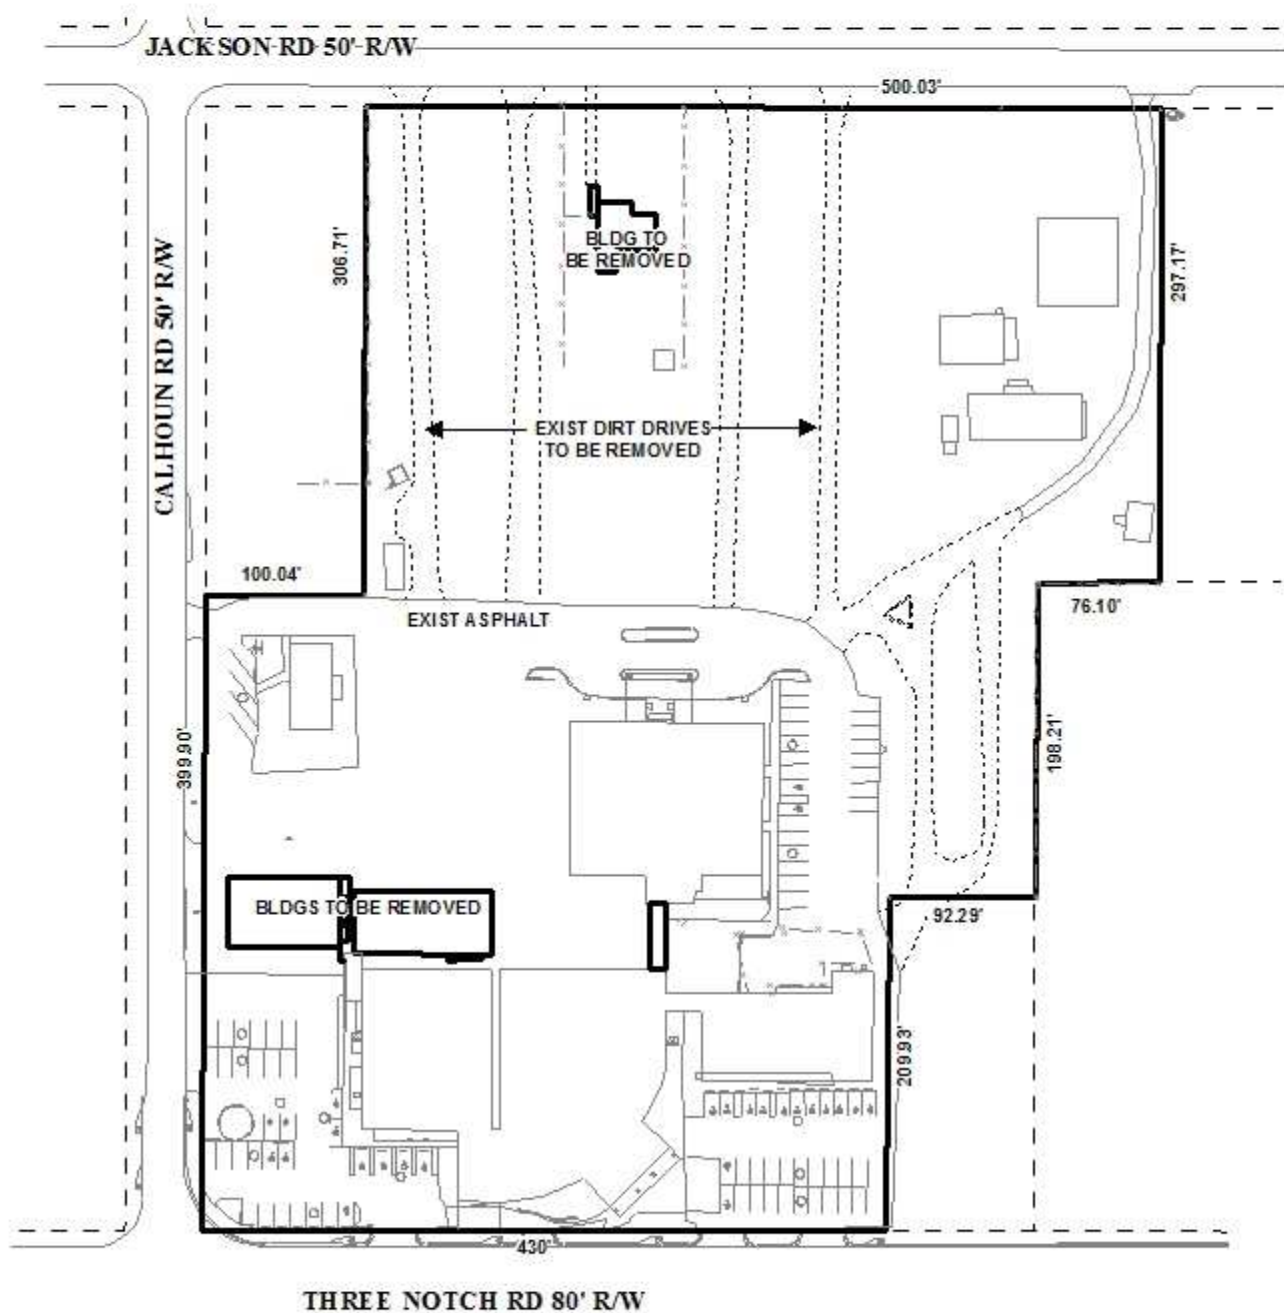 JACKSON RD 50' R/W
500.03'
306.71'
CALHOUN RD 50' R/W
297.17'
BLDG TO
BE REMOVED
EXIST DIRT DRIVES
TO BE REMOVED
100.04'
76.10'
EXIST ASPHALT
399.90'
198.21'
BLDGS TO BE REMOVED
92.29'
209.93'
430'
THREE NOTCH RD 80' R/W